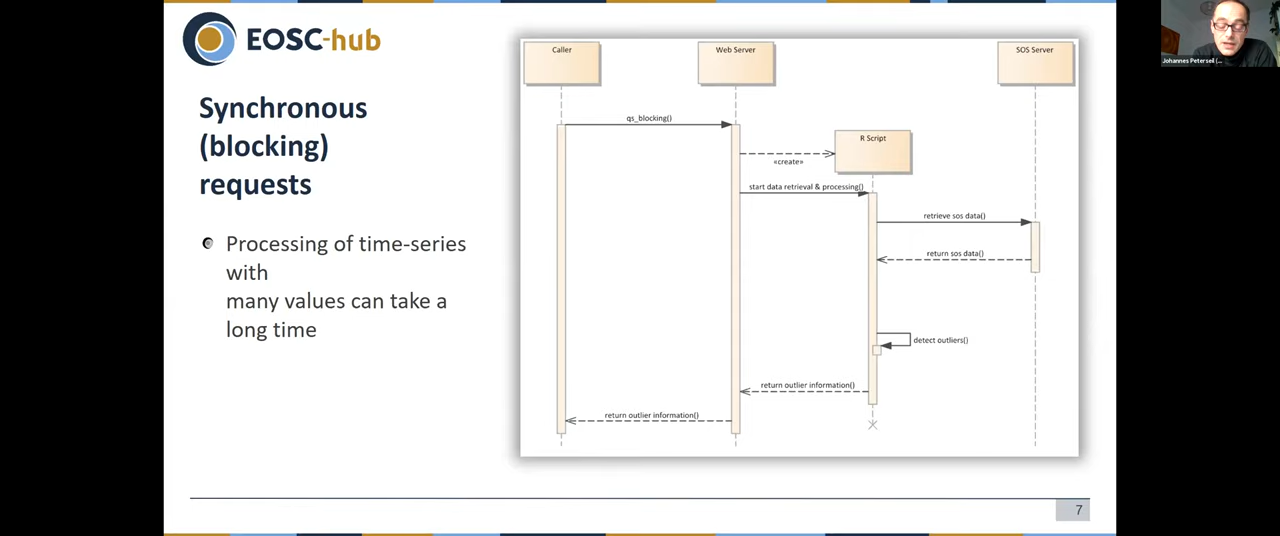 EOSC-hub
Synchronous
(blocking)
requests
Processing of time-series
with
many values can take a
long time
Caller
Web Server
SOS Server
qs_blocking()
R Script
«create»
start data retrieval & processing()
retrieve sos data()
return sos data()
detect outliers()
return outlier information()
return outlier information()
7
Johannes Peterseil (...